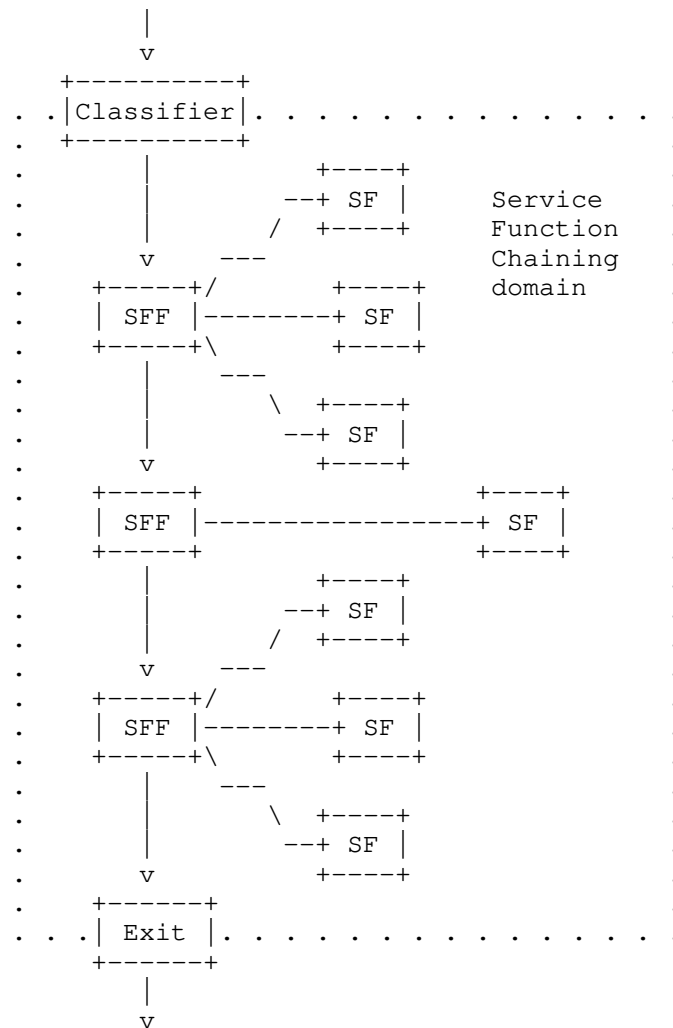 Classifier
SF
Service
Function
Chaining
domain
SFF
SF
SF
SFF
SF
SF
SFF
SF
SF
Exit